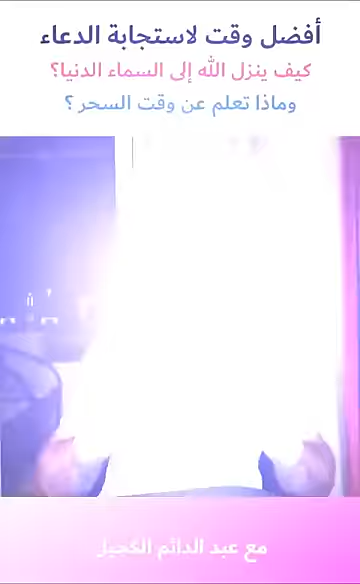 أفضل وقت لاستجابة الدعاء
كيف ينزل الله إلى السماء الدنيا؟
وماذا تعلم عن وقت السحر ؟
مع عبد الدائم الكحيل